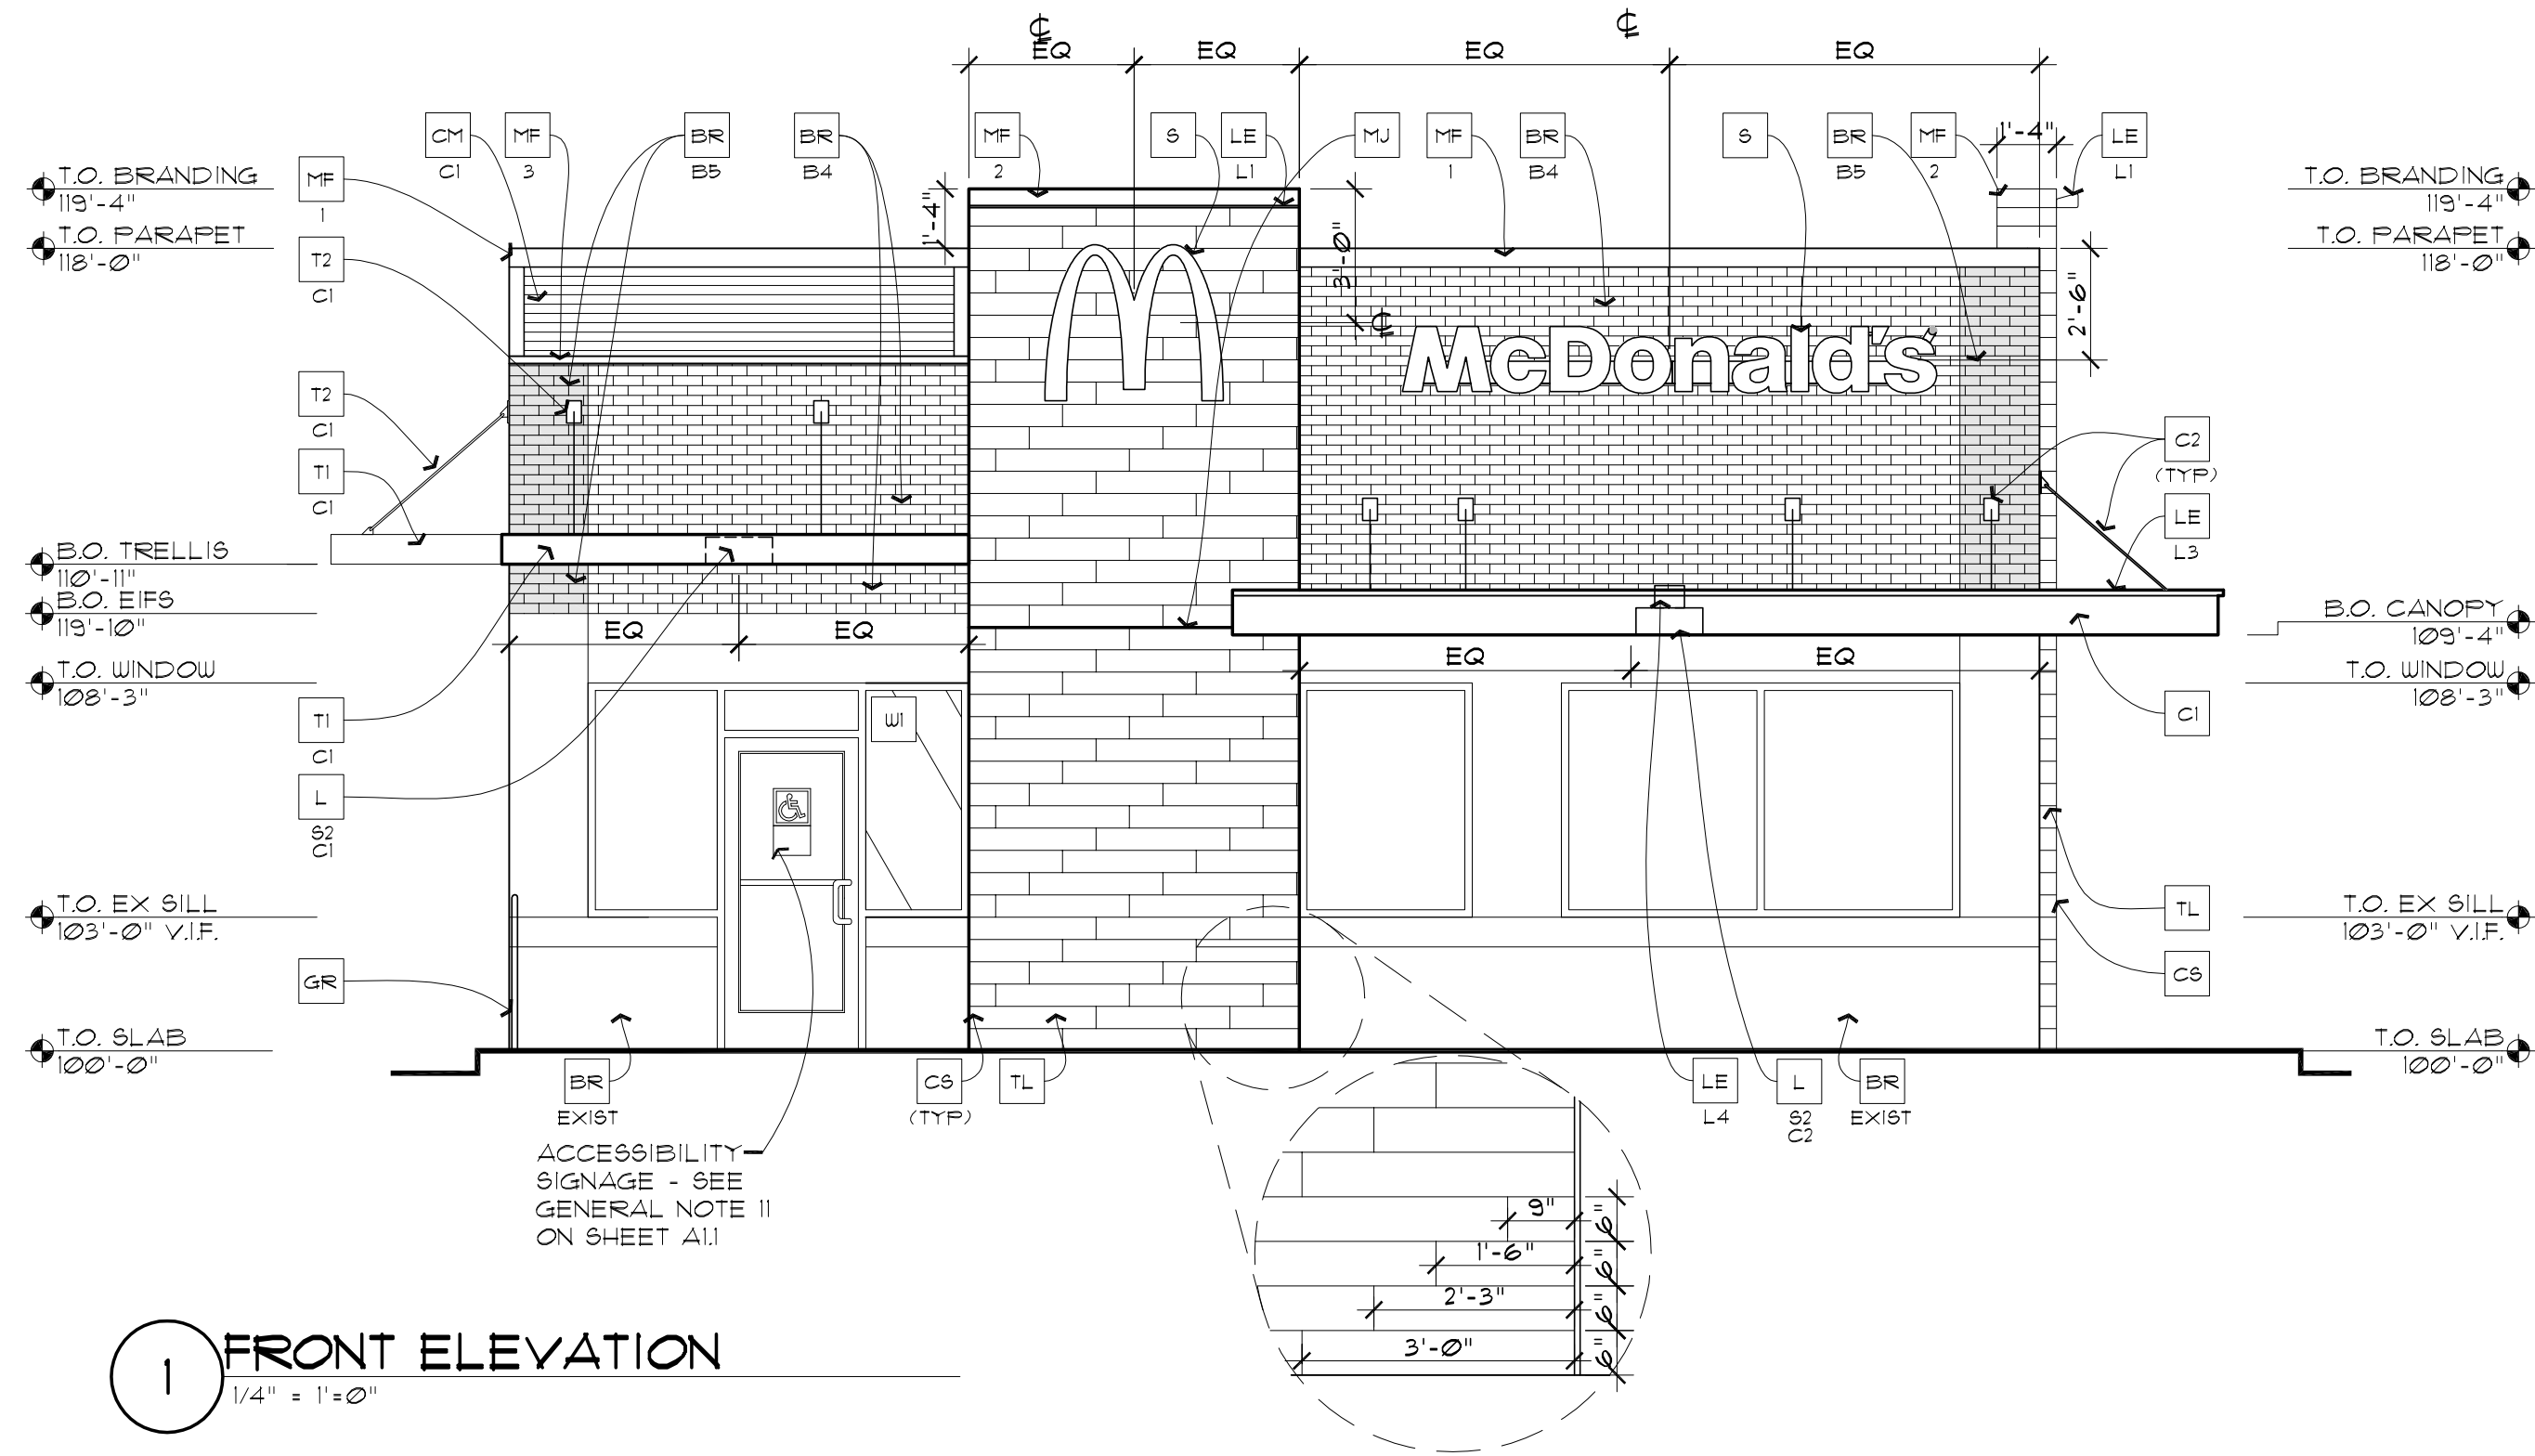 ℄
℄
EQ EQ EQ EQ
CM MF BR BR MF S LE MJ MF BR S BR MF 1'-4" LE
C1 3 B5 B4 2 L1 1 B4 B5 2 L1
T.O. BRANDING
119'-4"
T.O. PARAPET
118'-0"
MF
1
T2
C1
T2
C1
T1
C1
1'-4"
3'-0"
℄
McDonald's
2'-6"
T.O. BRANDING
119'-4"
T.O. PARAPET
118'-0"
C2
(TYP)
LE
L3
B.O. TRELLIS
110'-11"
B.O. EIFS
119'-10"
T.O. WINDOW
108'-3"
EQ EQ
EQ EQ
B.O. CANOPY
109'-4"
T.O. WINDOW
108'-3"
T1
C1
W1
C1
L
S2
C1
T.O. EX SILL
103'-0" V.I.F.
GR
TL
CS
T.O. EX SILL
103'-0" V.I.F.
T.O. SLAB
100'-0"
T.O. SLAB
100'-0"
BR
EXIST
CS
(TYP)
TL
LE
L4
L
S2
C2
BR
EXIST
ACCESSIBILITY
SIGNAGE - SEE
GENERAL NOTE 11
ON SHEET A1.1
9" 6"
1'-6" 6"
2'-3" 6"
3'-0" 6"
1 FRONT ELEVATION
1/4" = 1'=0"